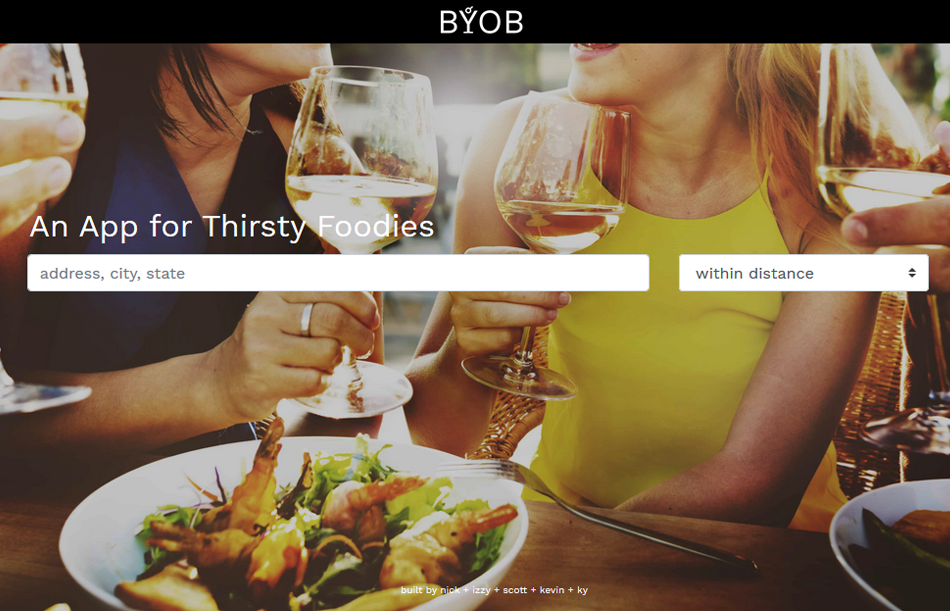 BYOB
An App for Thirsty Foodies
address, city, state
within distance
built by nick + izzy + scott + kevin + ky